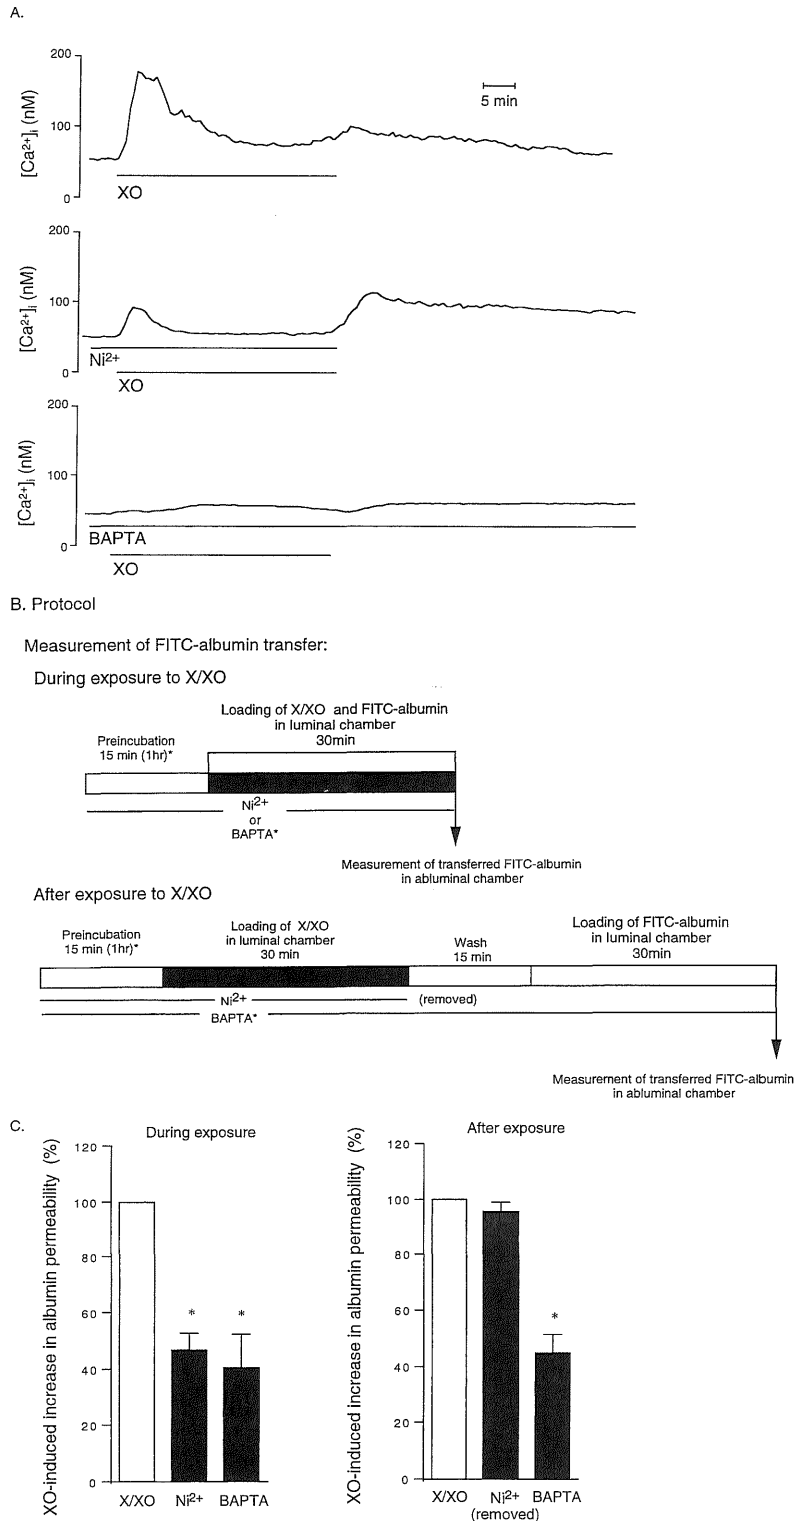 A.
200
100
0
[Ca2+]i (nM)
5 min
XO
200
100
0
[Ca2+]i (nM)
Ni2+
XO
200
100
0
[Ca2+]i (nM)
BAPTA
XO
B. Protocol
Measurement of FITC-albumin transfer:
During exposure to X/XO
Loading of X/XO and FITC-albumin
in luminal chamber
30min
Preincubation
15 min (1hr)*
Ni2+
or
BAPTA*
Measurement of transferred FITC-albumin
in abluminal chamber
After exposure to X/XO
Preincubation
15 min (1hr)*
Loading of X/XO
in luminal chamber
30 min
Wash
15 min
Loading of FITC-albumin
in luminal chamber
30min
Ni2+
(removed)
BAPTA*
Measurement of transferred FITC-albumin
in abluminal chamber
C.
During exposure
XO-induced increase in albumin permeability (%)
120
100
80
60
40
20
0
* *
X/XO Ni2+ BAPTA
After exposure
XO-induced increase in albumin permeability (%)
120
100
80
60
40
20
0
*
X/XO Ni2+ BAPTA
(removed)